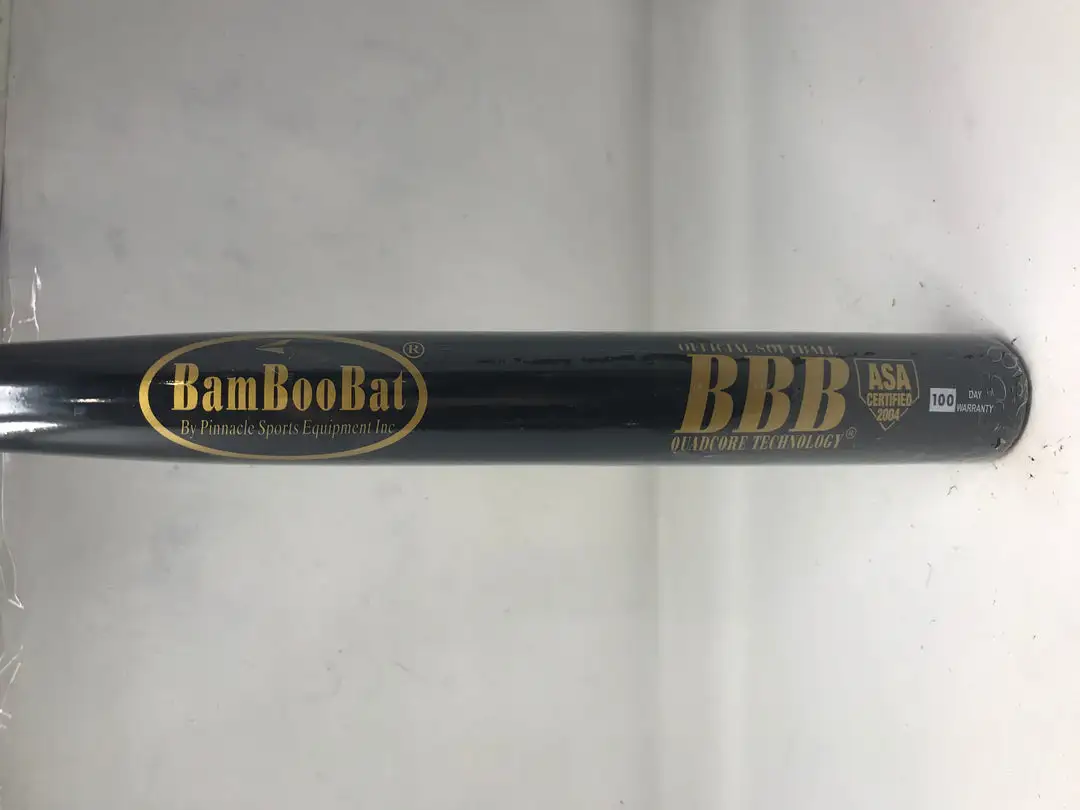 BamBooBat®
By Pinnacle Sports Equipment Inc
OFFICIAL SOFTBALL
BBB
QUADCORE TECHNOLOGY®
ASA
CERTIFIED
2004
100 DAY
WARRANTY